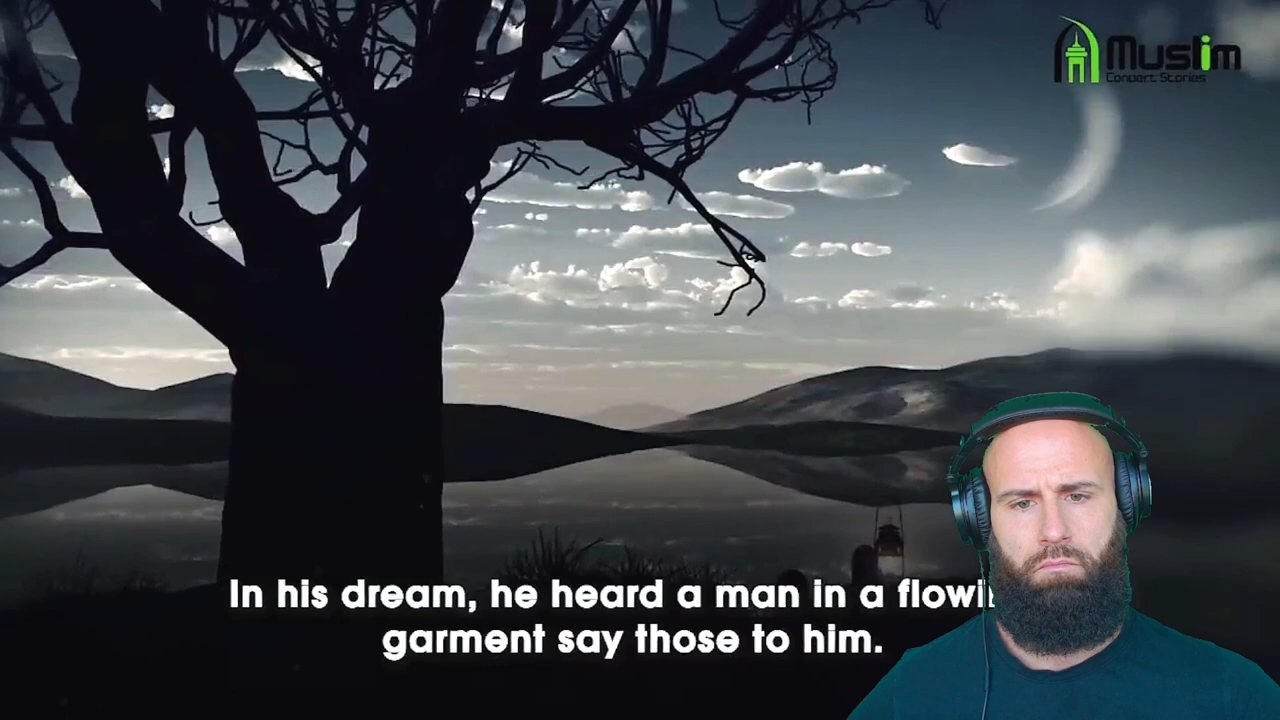 Muslim
Convert Stories
In his dream, he heard a man in a flowi
garment say those to him.